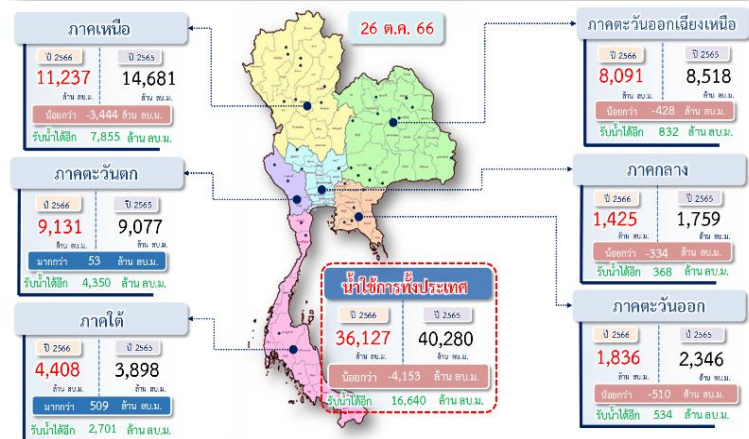 26 ต.ค. 66
ภาคเหนือ
ปี 2566 ปี 2565
11,237 14,681
ล้าน ลบ.ม. ล้าน ลบ.ม.
น้อยกว่า -3,444 ล้าน ลบ.ม.
รับน้ำได้อีก 7,855 ล้าน ลบ.ม.
ภาคตะวันตก
ปี 2566 ปี 2565
9,131 9,077
ล้าน ลบ.ม. ล้าน ลบ.ม.
มากกว่า 53 ล้าน ลบ.ม.
รับน้ำได้อีก 4,350 ล้าน ลบ.ม.
ภาคใต้
ปี 2566 ปี 2565
4,408 3,898
ล้าน ลบ.ม. ล้าน ลบ.ม.
มากกว่า 509 ล้าน ลบ.ม.
รับน้ำได้อีก 2,701 ล้าน ลบ.ม.
น้ำใช้การทั้งประเทศ
ปี 2566 ปี 2565
36,127 40,280
ล้าน ลบ.ม. ล้าน ลบ.ม.
น้อยกว่า -4,153 ล้าน ลบ.ม.
รับน้ำได้อีก 16,640 ล้าน ลบ.ม.
ภาคตะวันออกเฉียงเหนือ
ปี 2566 ปี 2565
8,091 8,518
ล้าน ลบ.ม. ล้าน ลบ.ม.
น้อยกว่า -428 ล้าน ลบ.ม.
รับน้ำได้อีก 832 ล้าน ลบ.ม.
ภาคกลาง
ปี 2566 ปี 2565
1,425 1,759
ล้าน ลบ.ม. ล้าน ลบ.ม.
น้อยกว่า -334 ล้าน ลบ.ม.
รับน้ำได้อีก 368 ล้าน ลบ.ม.
ภาคตะวันออก
ปี 2566 ปี 2565
1,836 2,346
ล้าน ลบ.ม. ล้าน ลบ.ม.
น้อยกว่า -510 ล้าน ลบ.ม.
รับน้ำได้อีก 534 ล้าน ลบ.ม.